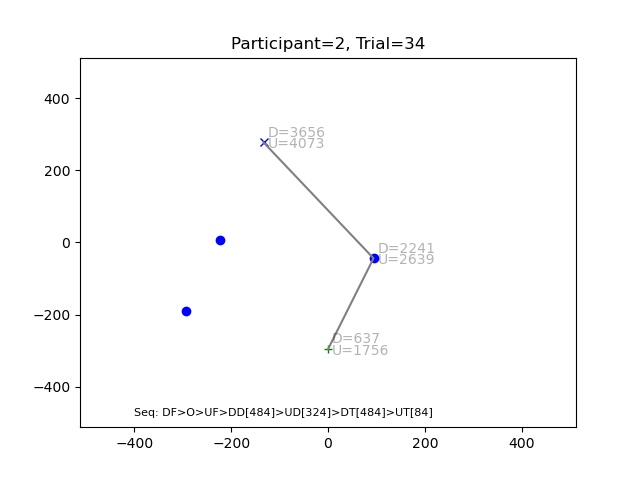 Participant=2, Trial=34
400
200
0
−200
−400
D=3656
U=4073
D=2241
U=2639
D=637
U=1756
Seq: DF>O>UF>DD[484]>UD[324]>DT[484]>UT[84]
−400 −200 0 200 400